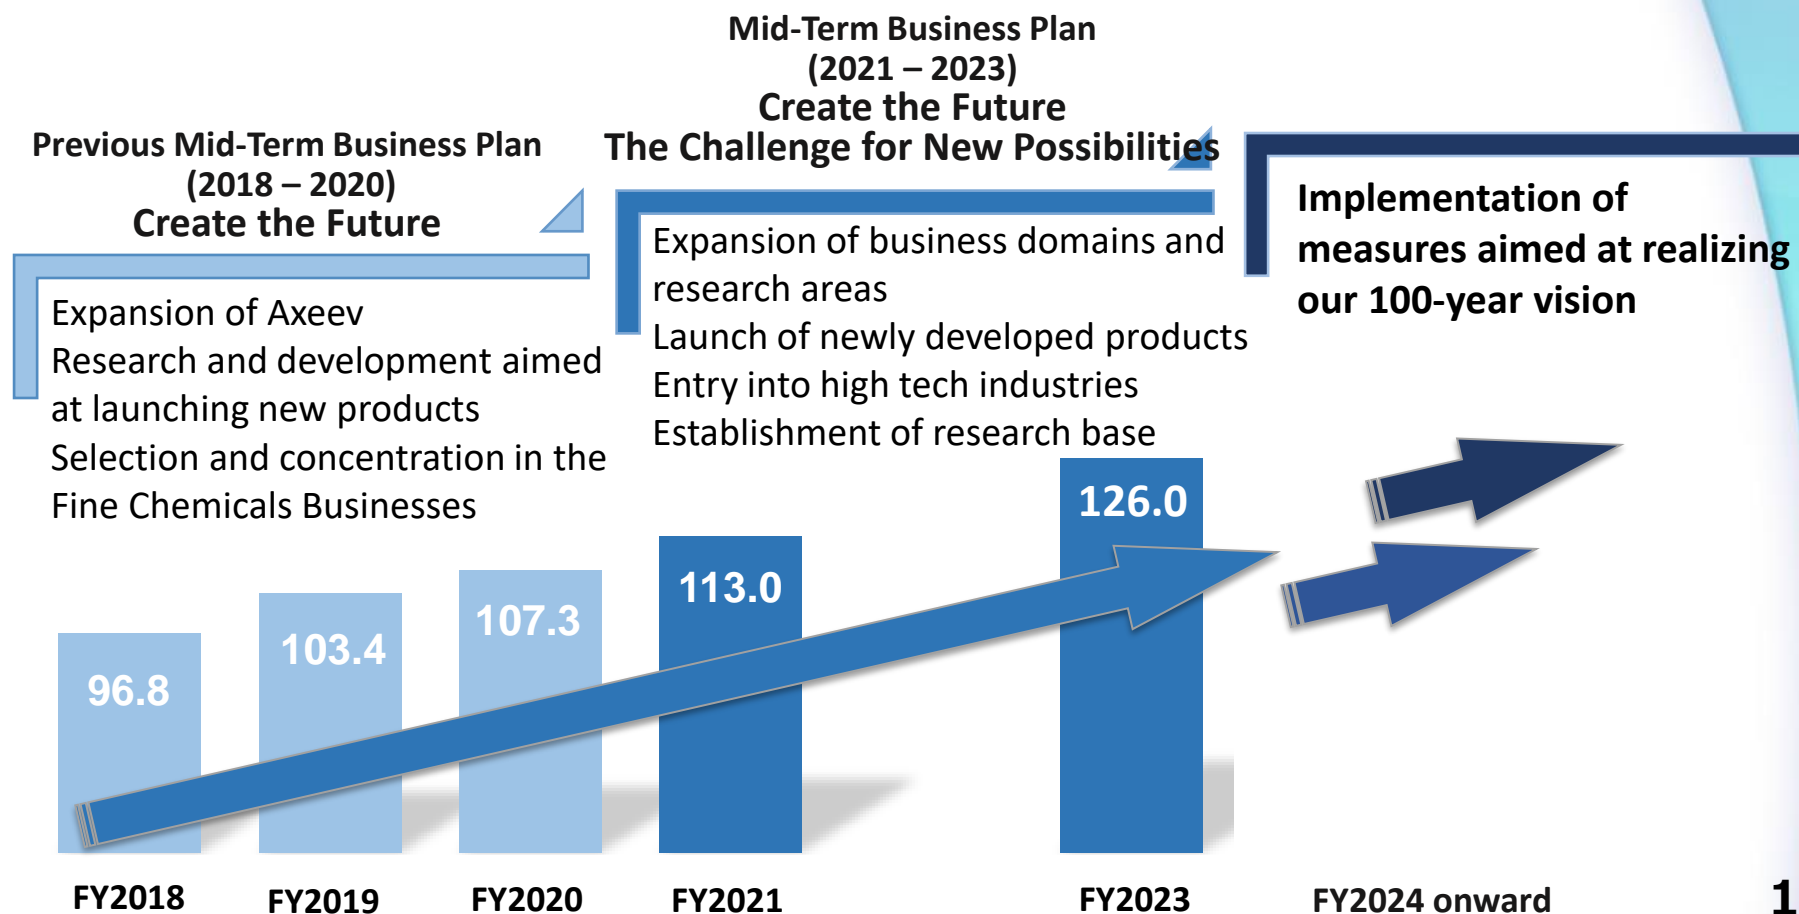 Previous Mid-Term Business Plan
(2018 – 2020)
Create the Future
Expansion of Axeev
Research and development aimed
at launching new products
Selection and concentration in the
Fine Chemicals Businesses
Mid-Term Business Plan
(2021 – 2023)
Create the Future
The Challenge for New Possibilities
Expansion of business domains and
research areas
Launch of newly developed products
Entry into high tech industries
Establishment of research base
Implementation of
measures aimed at realizing
our 100-year vision
96.8
103.4
107.3
113.0
126.0
FY2018
FY2019
FY2020
FY2021
FY2023
FY2024 onward
1